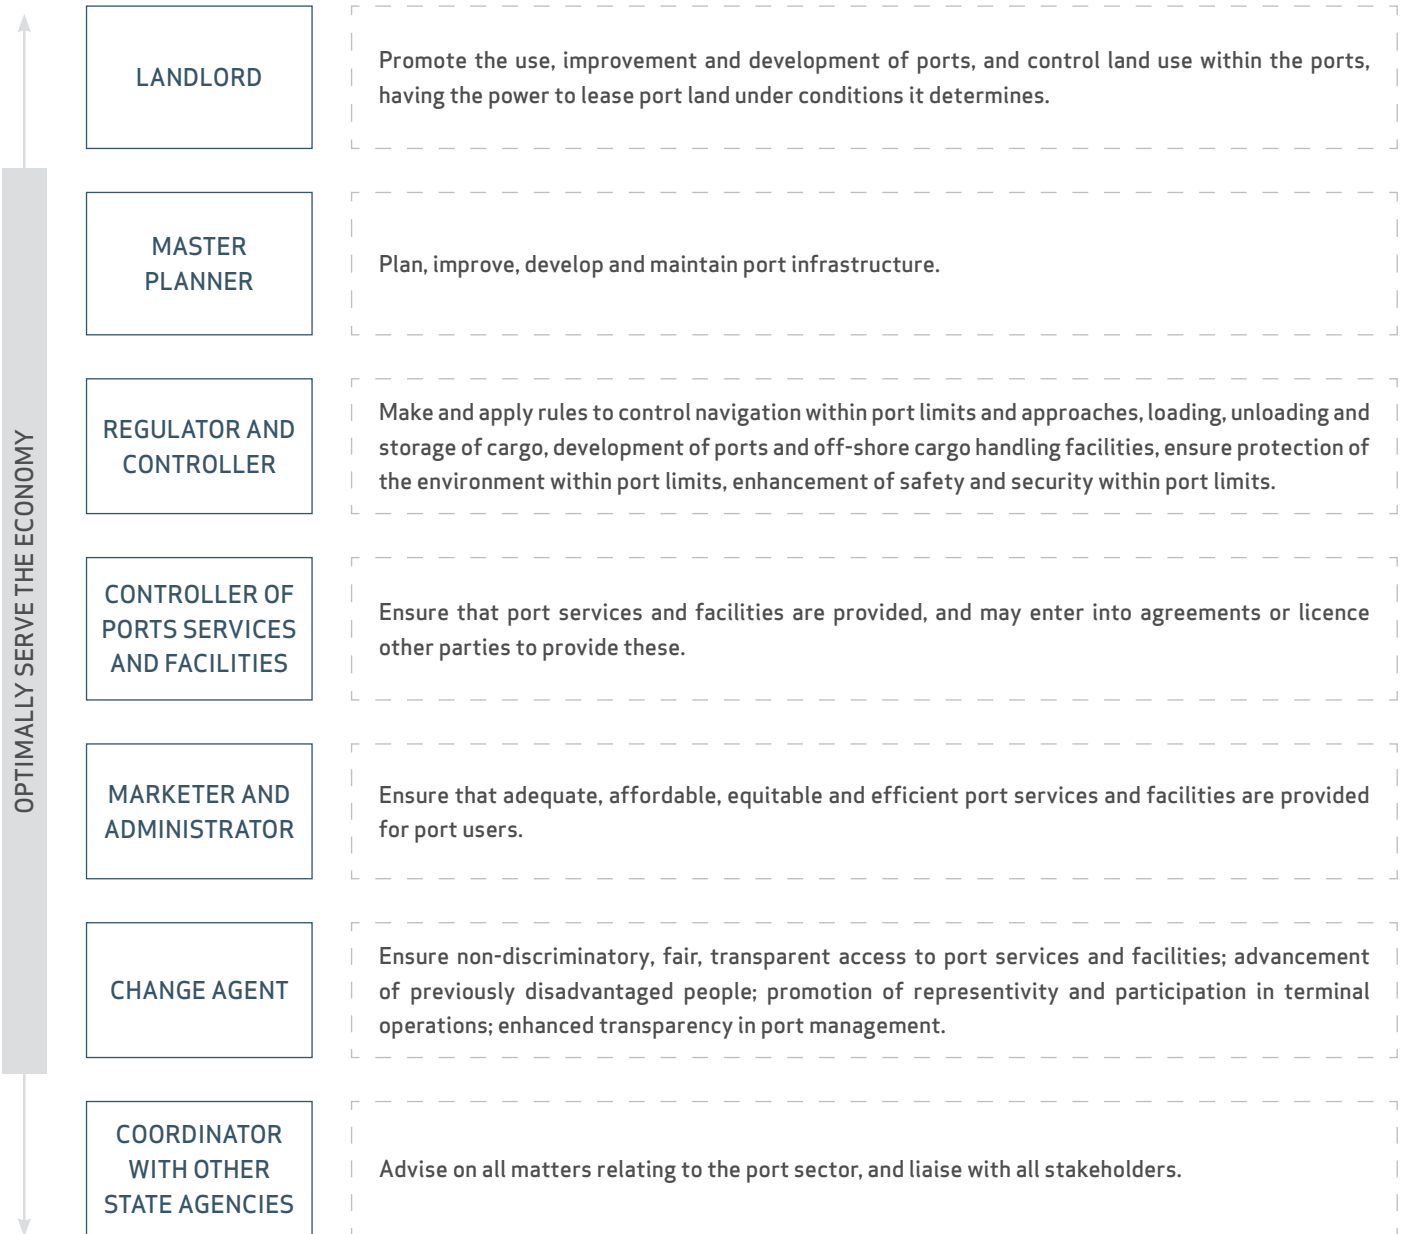 OPTIMALLY SERVE THE ECONOMY
LANDLORD
Promote the use, improvement and development of ports, and control land use within the ports,
having the power to lease port land under conditions it determines.
MASTER
PLANNER
Plan, improve, develop and maintain port infrastructure.
REGULATOR AND
CONTROLLER
Make and apply rules to control navigation within port limits and approaches, loading, unloading and
storage of cargo, development of ports and off-shore cargo handling facilities, ensure protection of
the environment within port limits, enhancement of safety and security within port limits.
CONTROLLER OF
PORTS SERVICES
AND FACILITIES
Ensure that port services and facilities are provided, and may enter into agreements or licence
other parties to provide these.
MARKETER AND
ADMINISTRATOR
Ensure that adequate, affordable, equitable and efficient port services and facilities are provided
for port users.
CHANGE AGENT
Ensure non-discriminatory, fair, transparent access to port services and facilities; advancement
of previously disadvantaged people; promotion of representivity and participation in terminal
operations; enhanced transparency in port management.
COORDINATOR
WITH OTHER
STATE AGENCIES
Advise on all matters relating to the port sector, and liaise with all stakeholders.